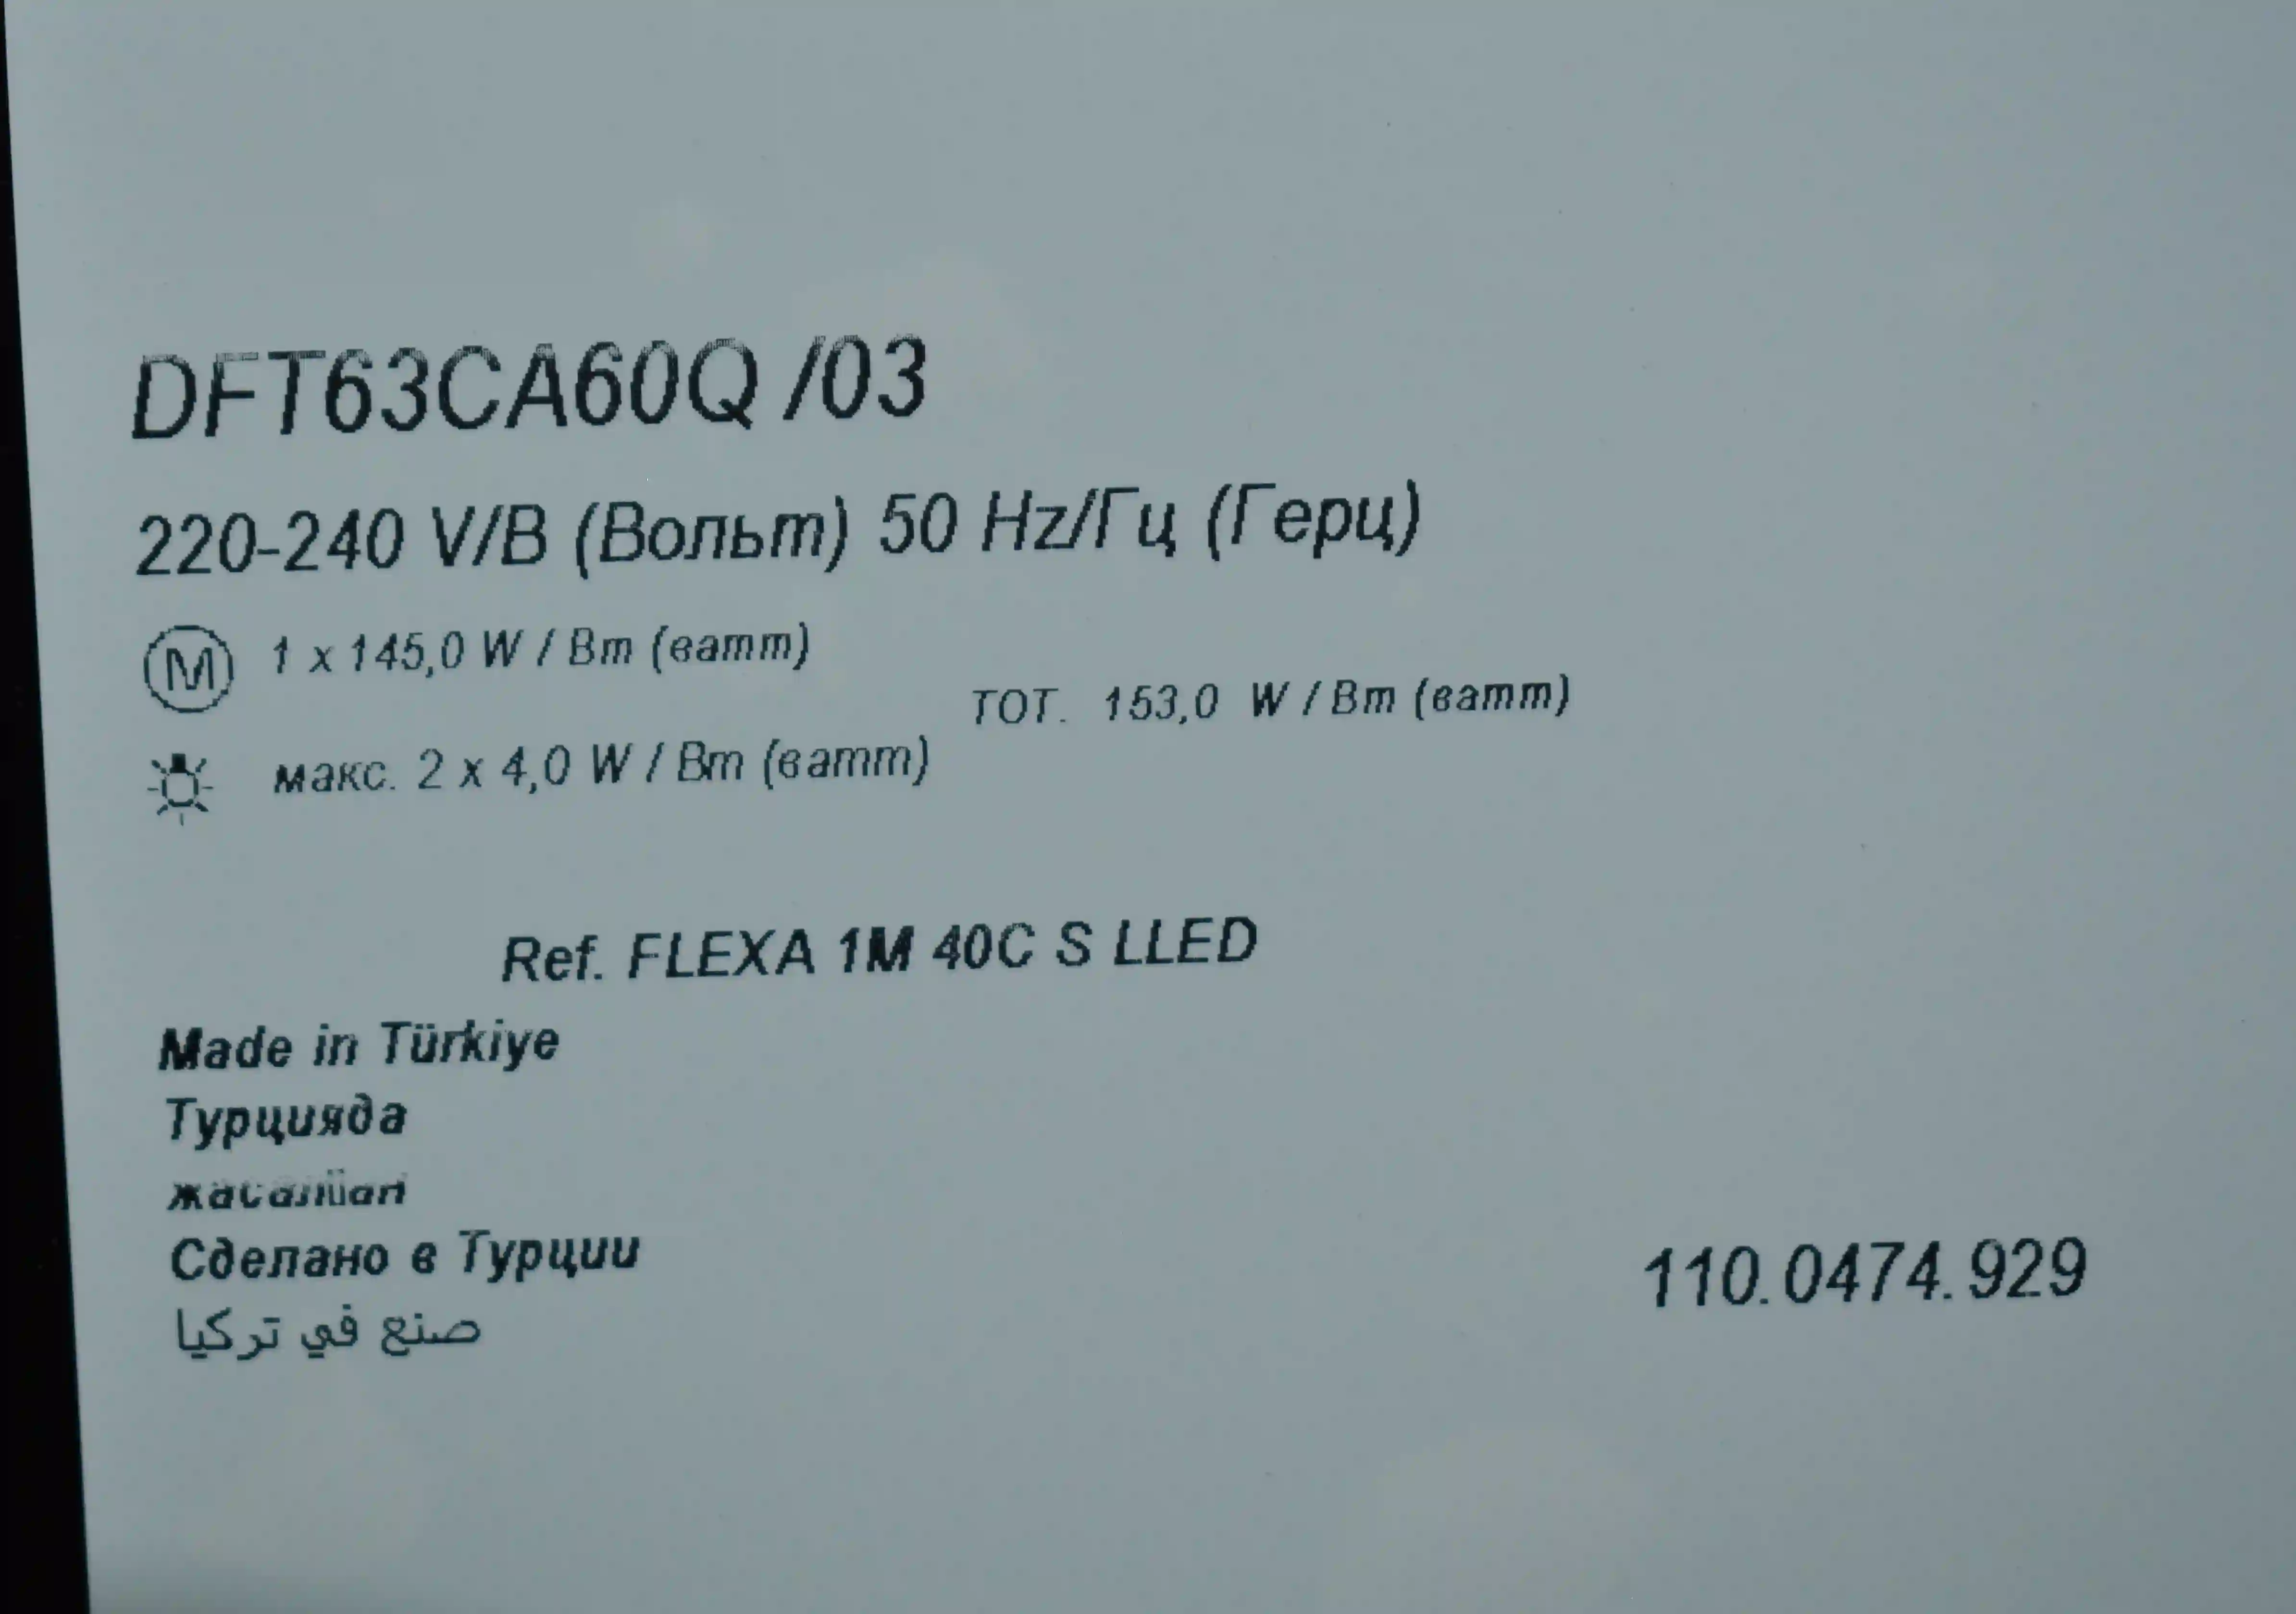 DFT63CA60Q /03
220-240 V/B (Вольт) 50 Hz/Гц (Герц)
M 1 x 145,0 W / Вт (ватт)
TOT. 153,0 W / Вт (ватт)
макс. 2 x 4,0 W / Вт (ватт)
Ref. FLEXA 1M 40C S LLED
Made in Türkiye
Турцияда
Сделано в Турции
110.0474.929
صنع في تركيا